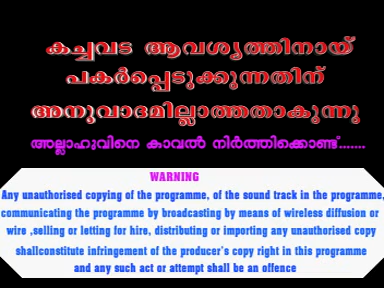 കച്ചവട ആവശ്യത്തിനായ്
പകർപ്പെടുക്കുന്നതിന്
അനുവാദമില്ലാത്തതാകുന്നു
അല്ലാഹുവിനെ കാവൽ നിർത്തിക്കൊണ്ട്.......
WARNING
Any unauthorised copying of the programme, of the sound track in the programme,
communicating the programme by broadcasting by means of wireless diffusion or
wire ,selling or letting for hire, distributing or importing any unauthorised copy
shallconstitute infringement of the producer's copy right in this programme
and any such act or attempt shall be an offence